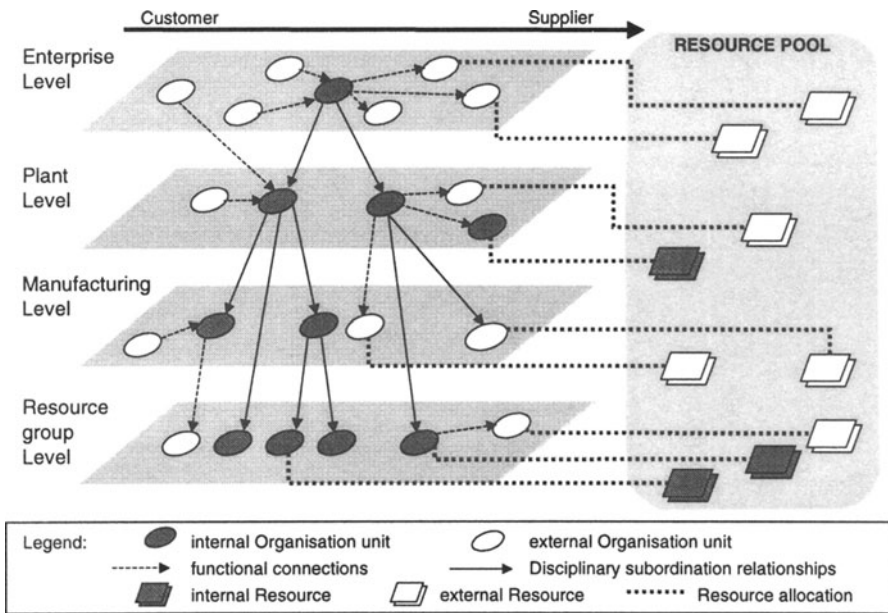 Customer
Supplier
RESOURCE POOL
Enterprise
Level
Plant
Level
Manufacturing
Level
Resource
group
Level
Legend:
internal Organisation unit
external Organisation unit
functional connections
Disciplinary subordination relationships
internal Resource
external Resource
Resource allocation